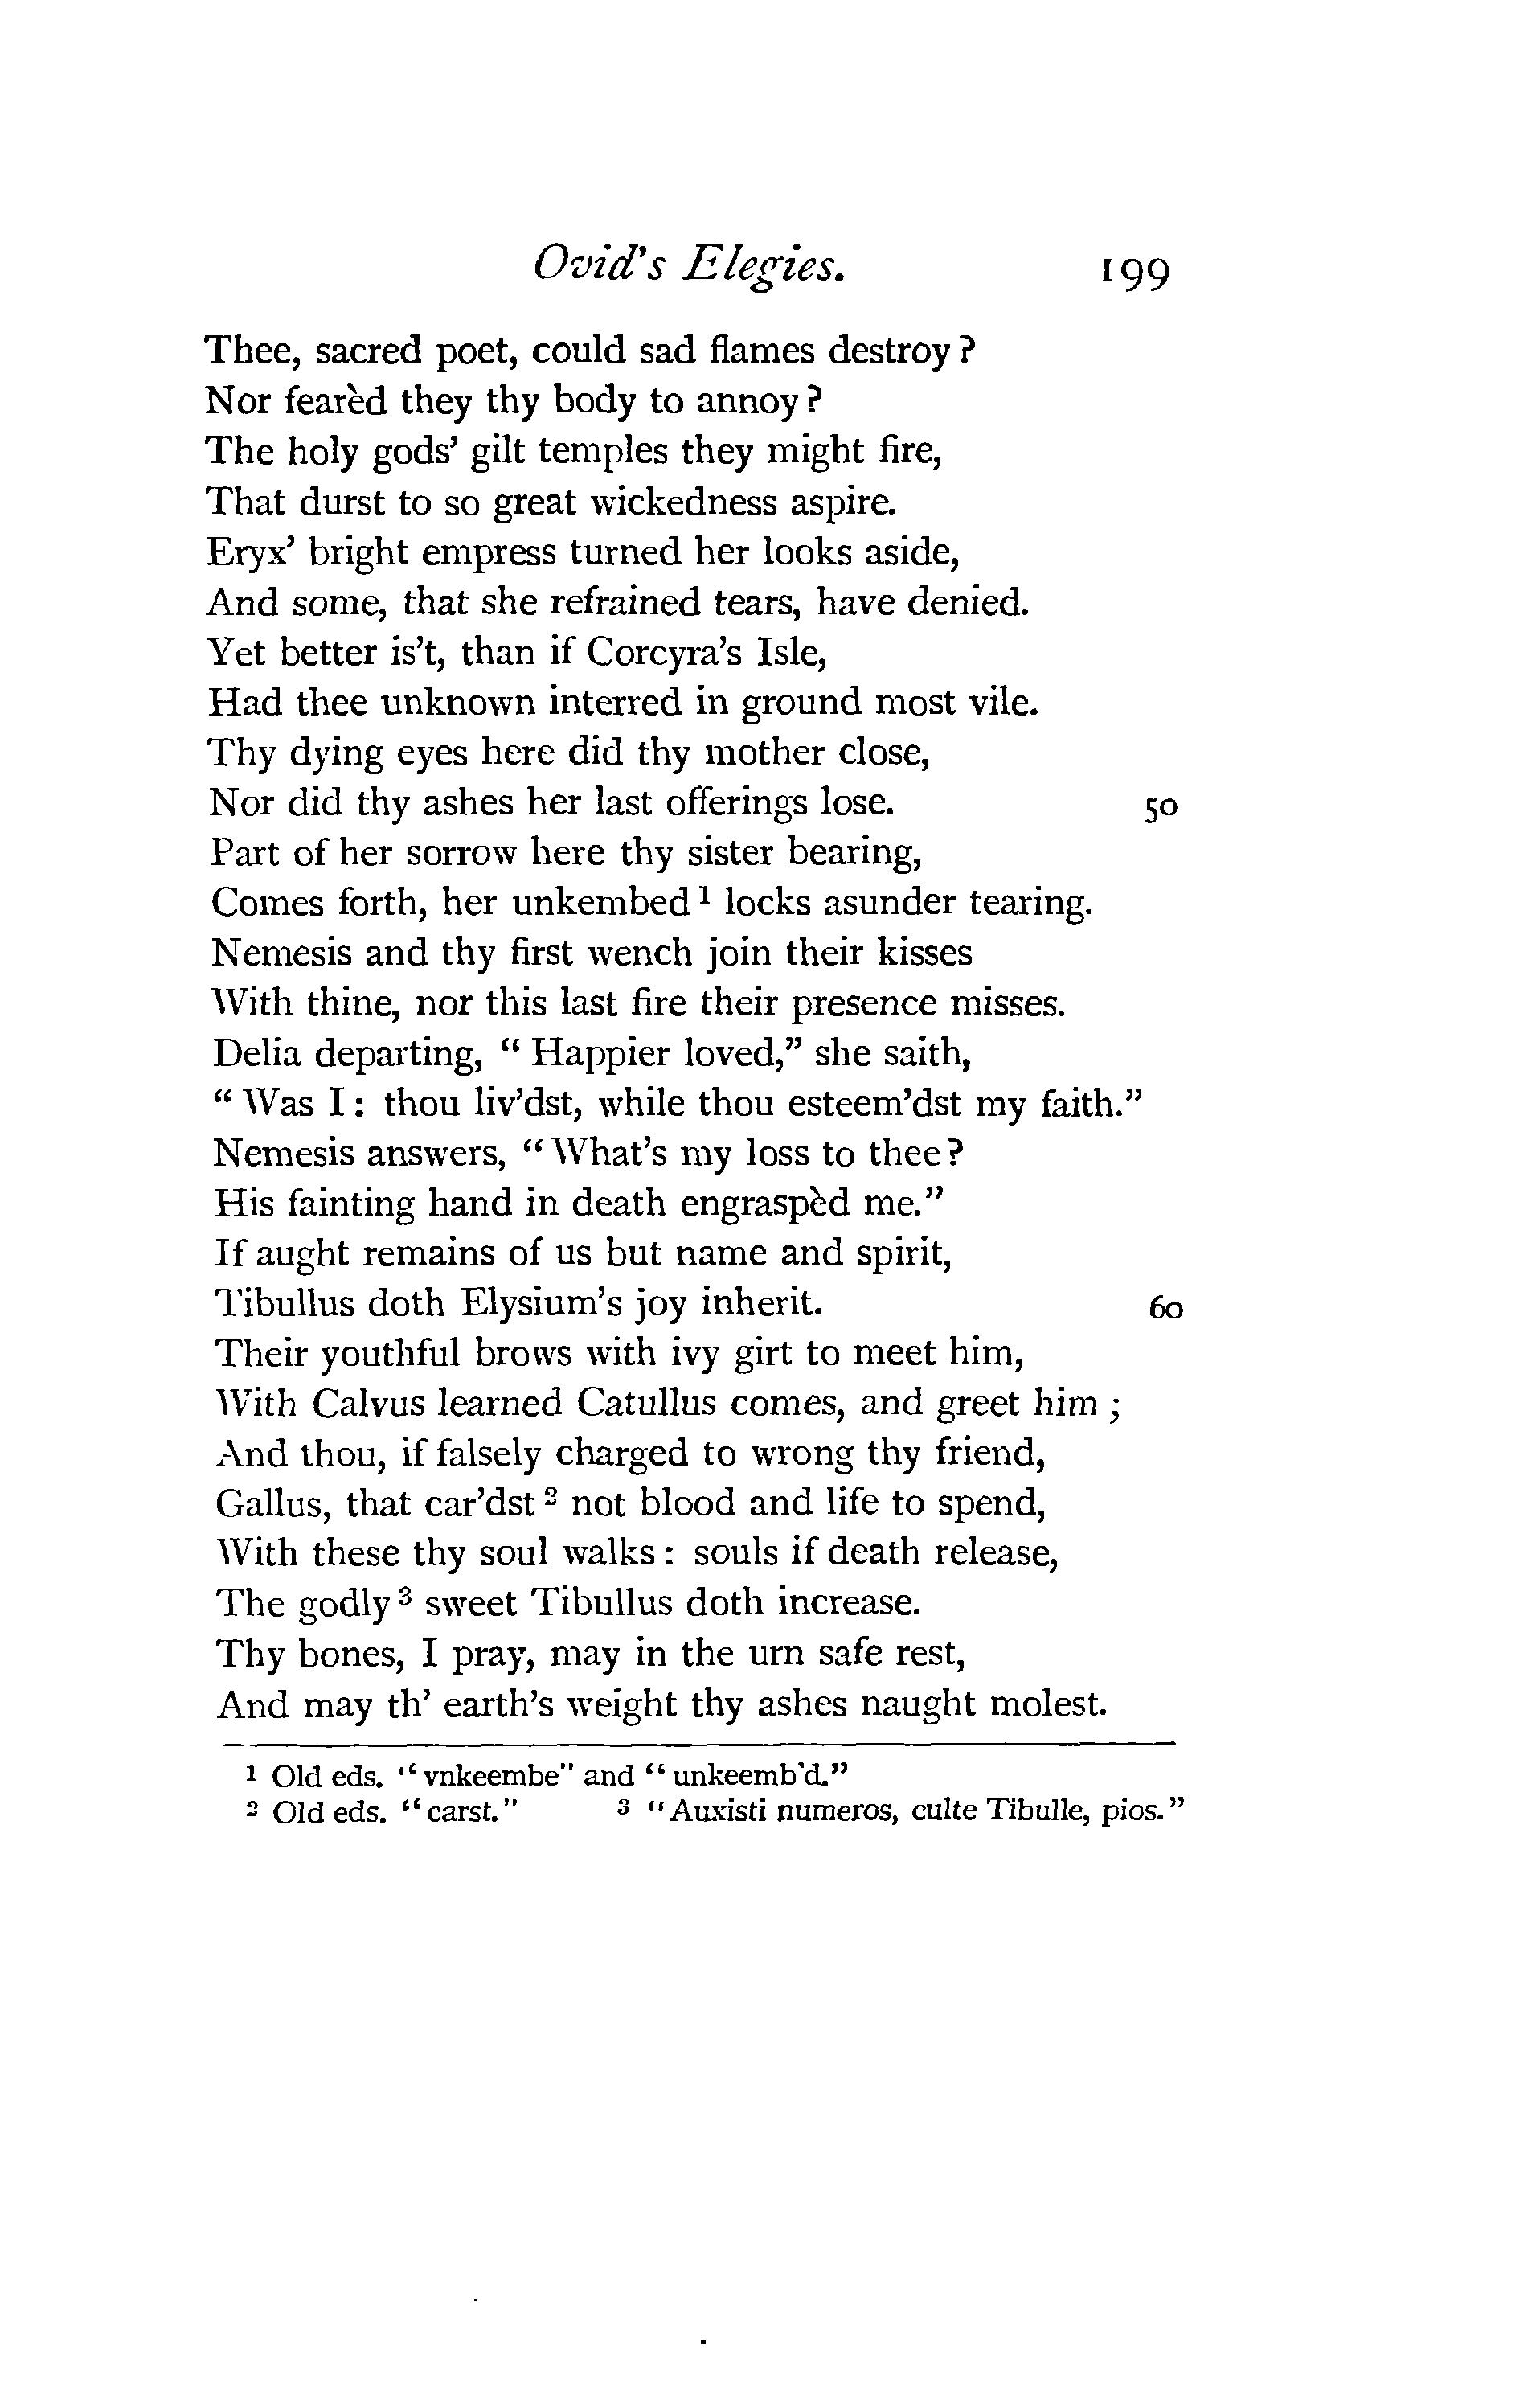 Ovid's Elegies. 199
Thee, sacred poet, could sad flames destroy?
Nor fearèd they thy body to annoy?
The holy gods' gilt temples they might fire,
That durst to so great wickedness aspire.
Eryx' bright empress turned her looks aside,
And some, that she refrained tears, have denied.
Yet better is't, than if Corcyra's Isle,
Had thee unknown interred in ground most vile.
Thy dying eyes here did thy mother close,
Nor did thy ashes her last offerings lose. 50
Part of her sorrow here thy sister bearing,
Comes forth, her unkembed¹ locks asunder tearing.
Nemesis and thy first wench join their kisses
With thine, nor this last fire their presence misses.
Delia departing, "Happier loved," she saith,
"Was I: thou liv'dst, while thou esteem'dst my faith."
Nemesis answers, "What's my loss to thee?
His fainting hand in death engraspèd me."
If aught remains of us but name and spirit,
Tibullus doth Elysium's joy inherit. 60
Their youthful brows with ivy girt to meet him,
With Calvus learned Catullus comes, and greet him;
And thou, if falsely charged to wrong thy friend,
Gallus, that car'dst² not blood and life to spend,
With these thy soul walks: souls if death release,
The godly³ sweet Tibullus doth increase.
Thy bones, I pray, may in the urn safe rest,
And may th' earth's weight thy ashes naught molest.
¹ Old eds. "vnkeembe" and "unkeemb'd."
² Old eds. "carst." ³ "Auxisti numeros, culte Tibulle, pios."